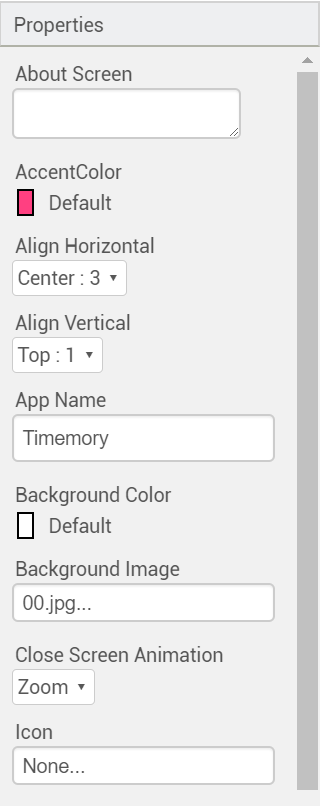 Properties
About Screen
AccentColor
Default
Align Horizontal
Center : 3
Align Vertical
Top : 1
App Name
Timemory
Background Color
Default
Background Image
00.jpg...
Close Screen Animation
Zoom
Icon
None...